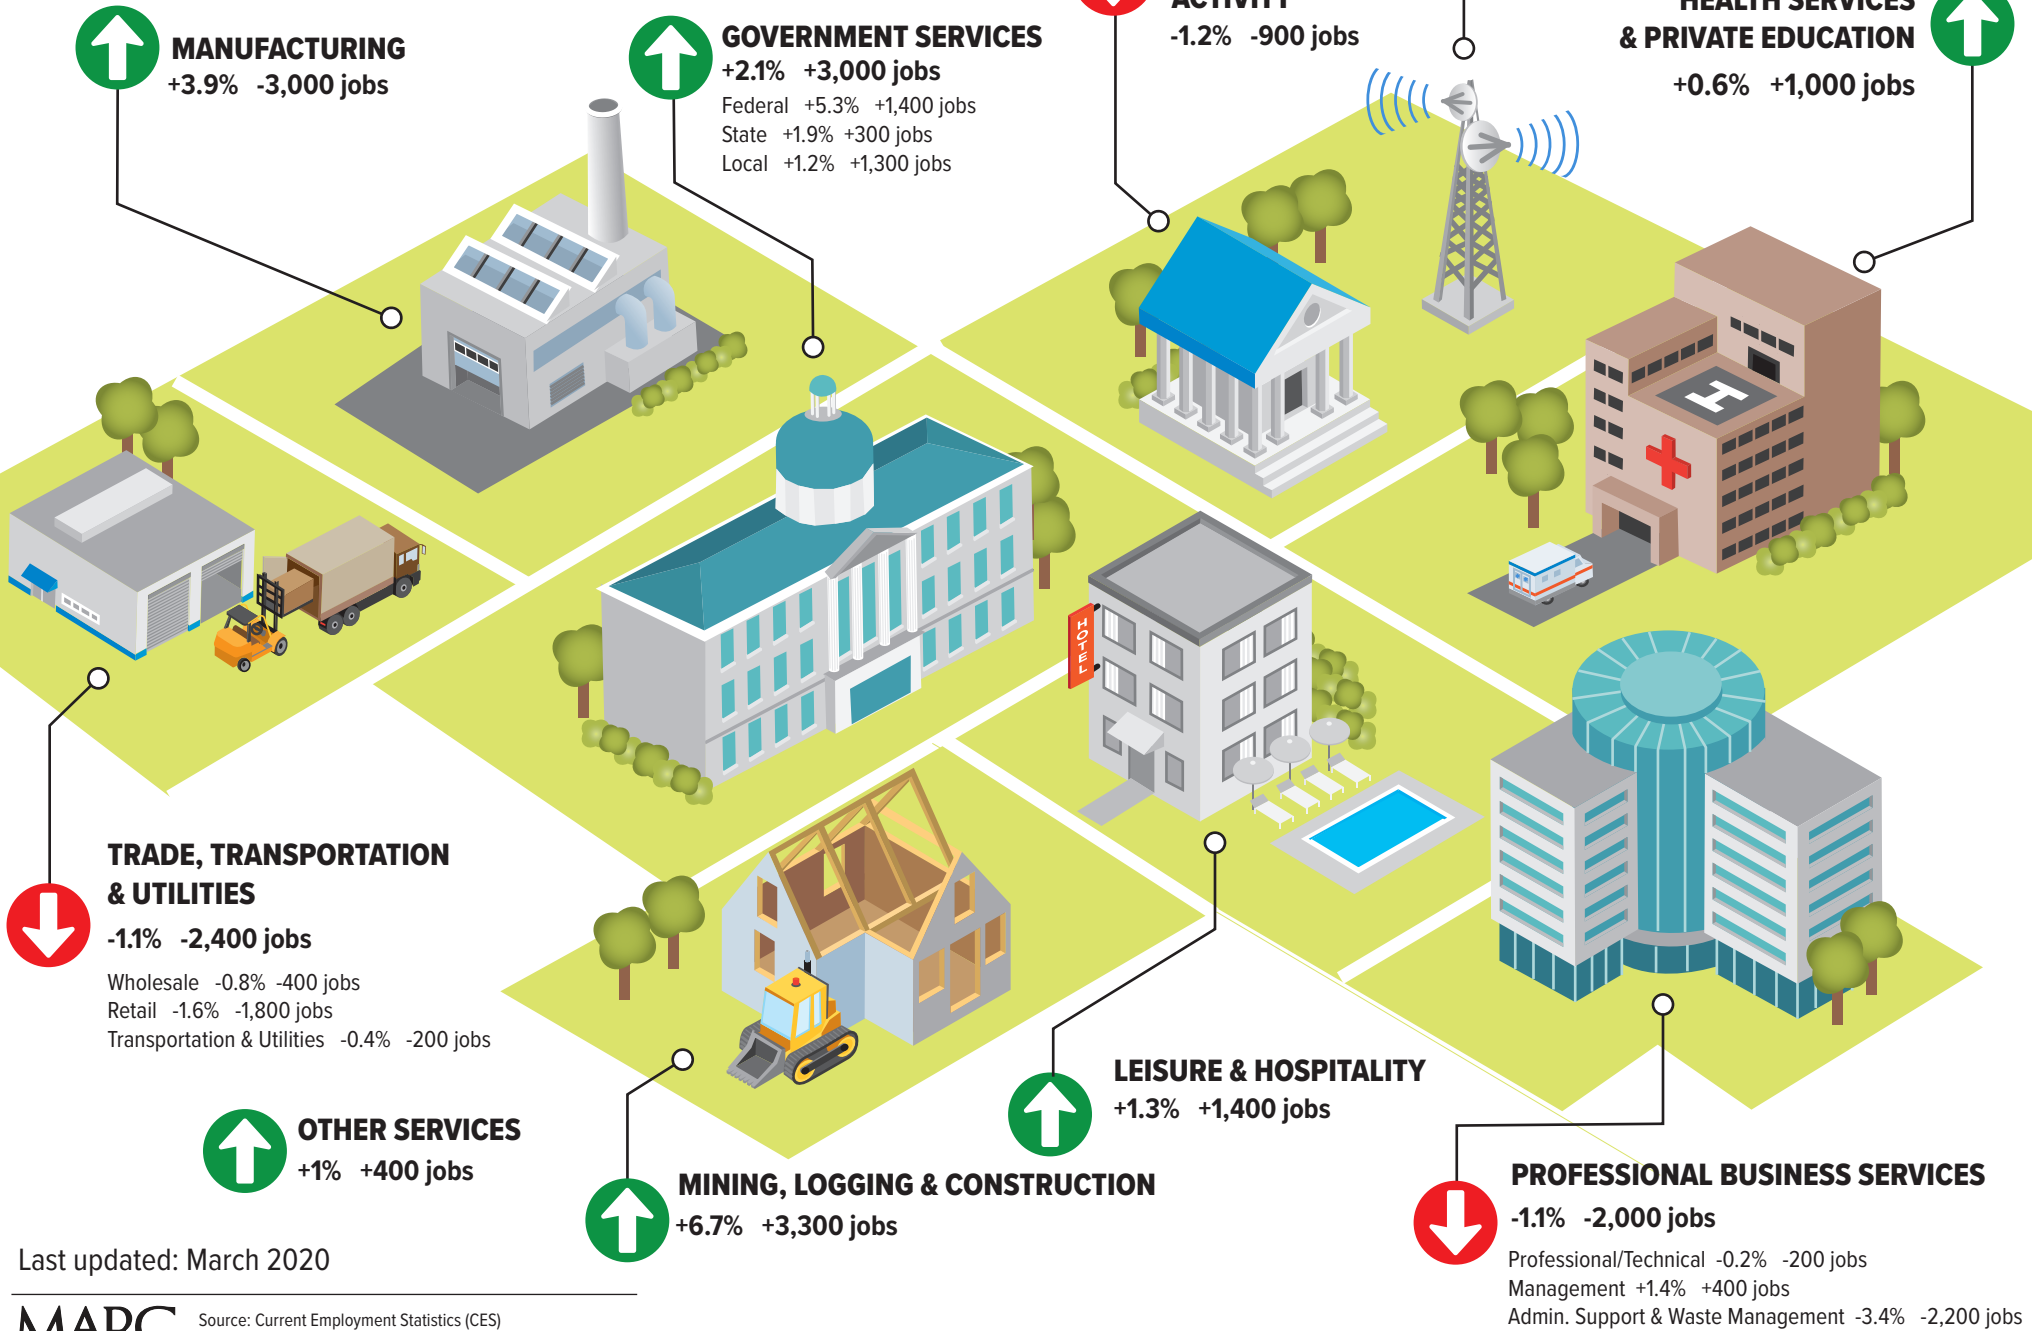 MANUFACTURING
+3.9% -3,000 jobs
GOVERNMENT SERVICES
+2.1% +3,000 jobs
Federal +5.3% +1,400 jobs
State +1.9% +300 jobs
Local +1.2% +1,300 jobs
ACTIVITY
-1.2% -900 jobs
HEALTH SERVICES
& PRIVATE EDUCATION
+0.6% +1,000 jobs
H
HOTEL
TRADE, TRANSPORTATION
& UTILITIES
-1.1% -2,400 jobs
Wholesale -0.8% -400 jobs
Retail -1.6% -1,800 jobs
Transportation & Utilities -0.4% -200 jobs
OTHER SERVICES
+1% +400 jobs
MINING, LOGGING & CONSTRUCTION
+6.7% +3,300 jobs
LEISURE & HOSPITALITY
+1.3% +1,400 jobs
PROFESSIONAL BUSINESS SERVICES
-1.1% -2,000 jobs
Professional/Technical -0.2% -200 jobs
Management +1.4% +400 jobs
Admin. Support & Waste Management -3.4% -2,200 jobs
Last updated: March 2020
MARC
Source: Current Employment Statistics (CES)